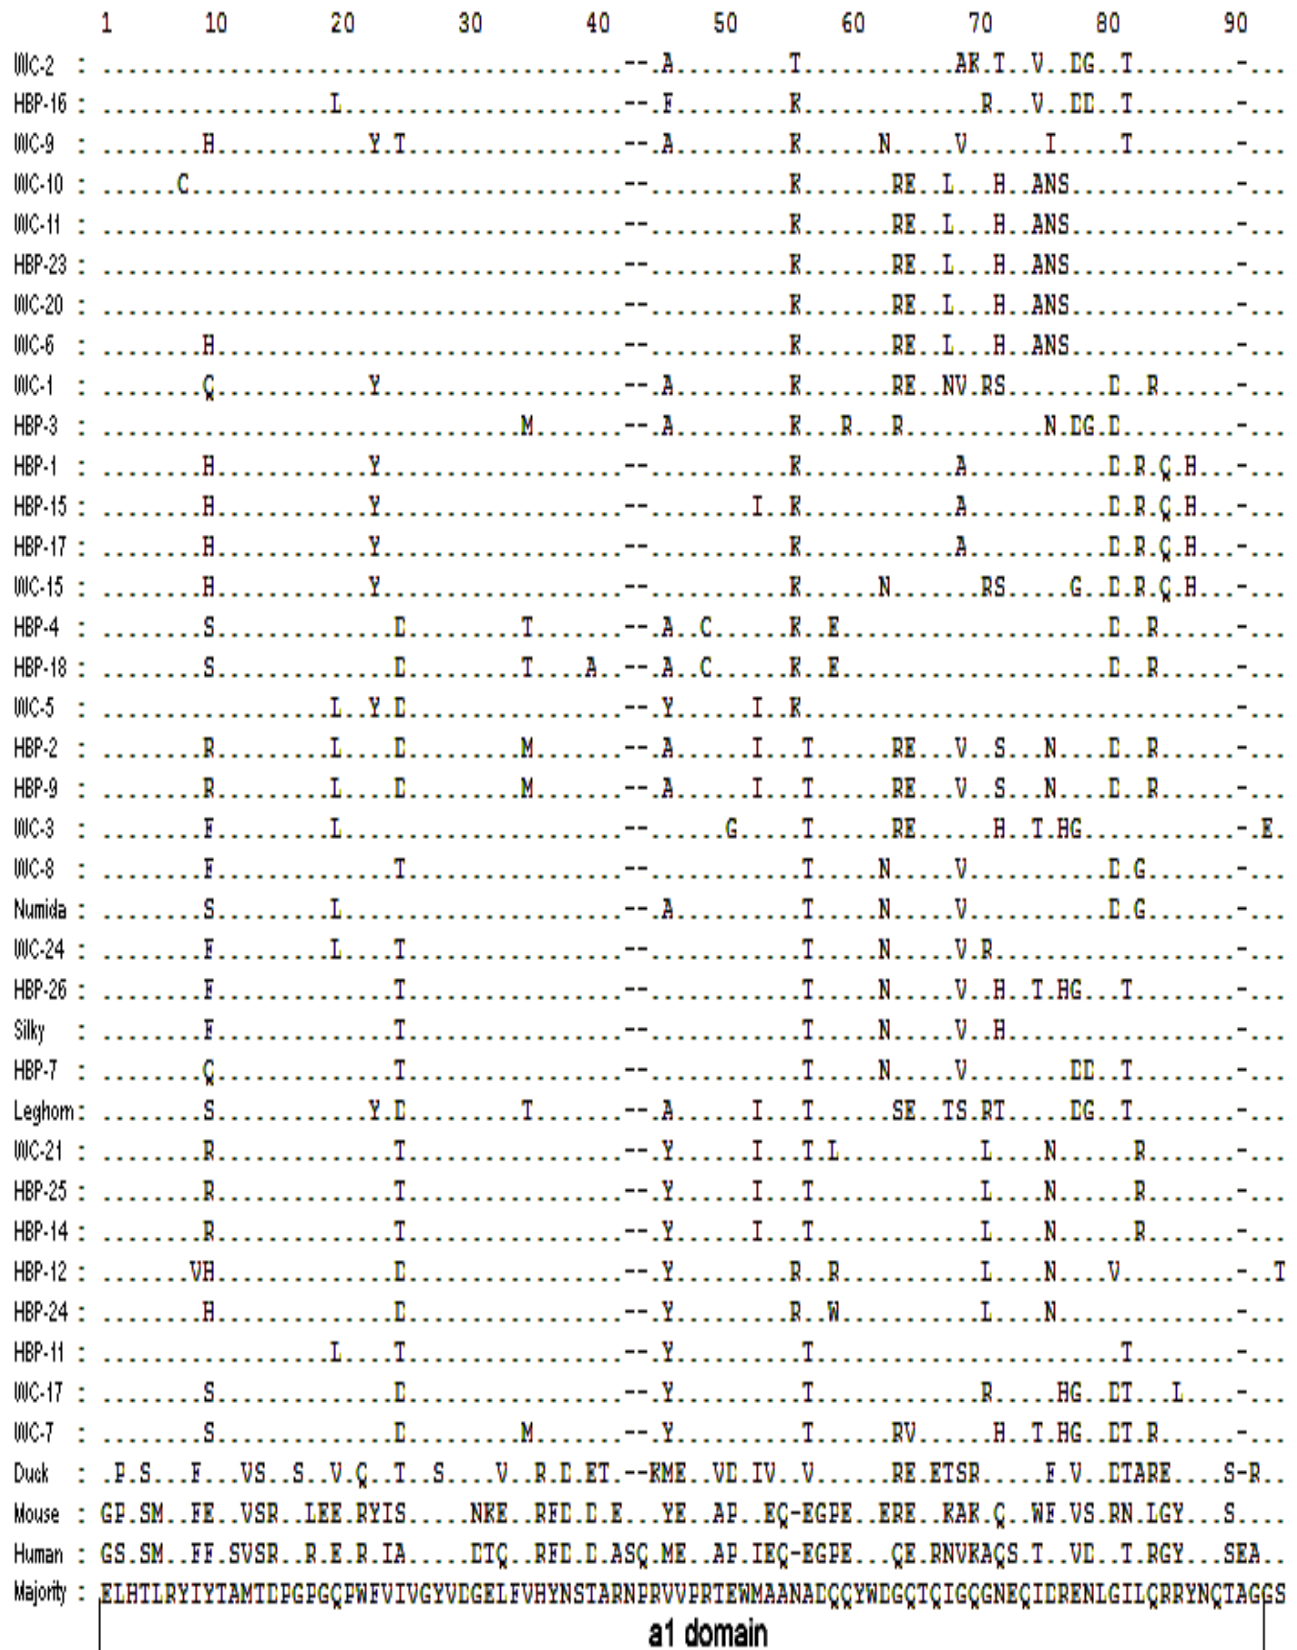 1 10 20 30 40 50 60 70 80 90
WC-2 : .........................................--.A.........T............AK.T..V..DG..T........-...
HBP-16 : ..................L......................--.F.........K..............R...V..DD..T........-...
WC-9 : ........H............Y.T.................--.A.........K......N.....V......I.....T........-...
WC-10 : ......C..................................--...........K.......RE..L...H..ANS.............-...
WC-11 : .........................................--...........K.......RE..L...H..ANS.............-...
HBP-23 : .........................................--...........K.......RE..L...H..ANS.............-...
WC-20 : .........................................--...........K.......RE..L...H..ANS.............-...
WC-6 : ........H................................--...........K.......RE..L...H..ANS.............-...
WC-1 : ........Q............Y...................--.A.........K.......RE..NV.RS........D..R......-...
HBP-3 : .................................M.......--.A.........K...R...R...........N.DG.D.........-...
HBP-1 : ........H............Y...................--...........K............A...........D.R.Q.H...-...
HBP-15 : ........H............Y...................--........I..K............A...........D.R.Q.H...-...
HBP-17 : ........H............Y...................--...........K............A...........D.R.Q.H...-...
WC-15 : ........H............Y...................--...........K......N.......RS.....G..D.R.Q.H...-...
HBP-4 : ........S..............D.........T.......--.A..C......K..E.....................D..R......-...
HBP-18 : ........S..............D.........T....A..--.A..C......K..E.....................D..R......-...
WC-5 : ..................L..Y.D.................--.Y......I..K..................................-...
HBP-2 : ........R.........L....D.........M.......--.A......I...T......RE...V..S...N....D..R......-...
HBP-9 : ........R.........L....D.........M.......--.A......I...T......RE...V..S...N....D..R......-...
WC-3 : ........F.........L......................--......G.....T......RE......H..T.HG............-.E.
WC-8 : ........F..............T.................--............T.....N.....V...........D.G.......-...
Numida : ........S.........L......................--.A..........T.....N.....V...........D.G.......-...
WC-24 : ........F.........L....T.................--............T.....N.....V.R...................-...
HBP-26 : ........F..............T.................--............T.....N.....V..H..T.HG...T........-...
Silky : ........F..............T.................--............T.....N.....V..H..................-...
HBP-7 : ........Q..............T.................--............T.....N.....V........DD..T........-...
Leghorn : ........S............Y.D.........T.......--.A......I...T......SE..TS.RT.....DG..T........-...
WC-21 : ........R..............T.................--.Y......I...T.L...........L....N......R.......-...
HBP-25 : ........R..............T.................--.Y......I...T.............L....N......R.......-...
HBP-14 : ........R..............T.................--.Y......I...T.............L....N......R.......-...
HBP-12 : .......VH..............D.................--.Y.........R..R...........L....N....V.........-..T
HBP-24 : ........H..............D.................--.Y.........R..W...........L....N..............-...
HBP-11 : ..................L....T.................--.Y..........T........................T........-...
WC-17 : ........S..............D.................--.Y..........T.............R.....HG..DT...L....-...
WC-7 : ........S..............D.........M.......--.Y..........T......RV......H..T.HG..DT.R......-...
Duck : .P.S...F...VS..S..V.Q..T..S....V..R.D.ET.--KME..VD.IV..V......RE.ETSR.....F.V..DTARE....S-R..
Mouse : GP.SM..FE..VSR..LEE.RYIS.....NKE..RFD.D.E...YE..AP..EQ-EGPE..ERE..KAK.Q..WF.VS.RN.LGY...S....
Human : GS.SM..FF.SVSR..R.E.R.IA.....DTQ..RFD.D.ASQ.ME..AP.IEQ-EGPE...QE.RNVKAQS.T..VD..T.RGY...SEA..
Majority : ELHTLRYIYTAMTDPGPGQPWFVIVGYVDGELFVHYNSTARNPRVVPRTEWMAANADQQYWDGQTQIGQGNEQIDRENLGILQRRYNQTAGGS
a1 domain